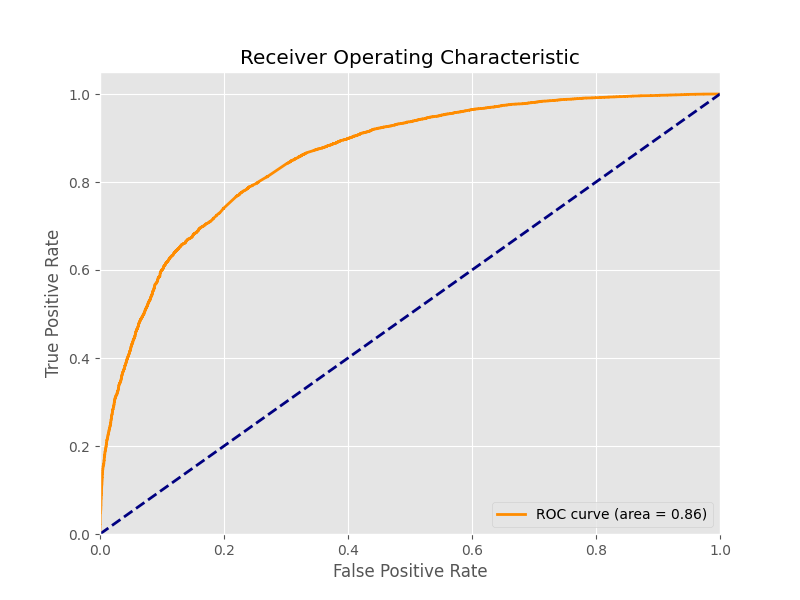 Receiver Operating Characteristic
True Positive Rate
1.0
0.8
0.6
0.4
0.2
0.0
ROC curve (area = 0.86)
0.0 0.2 0.4 0.6 0.8 1.0
False Positive Rate